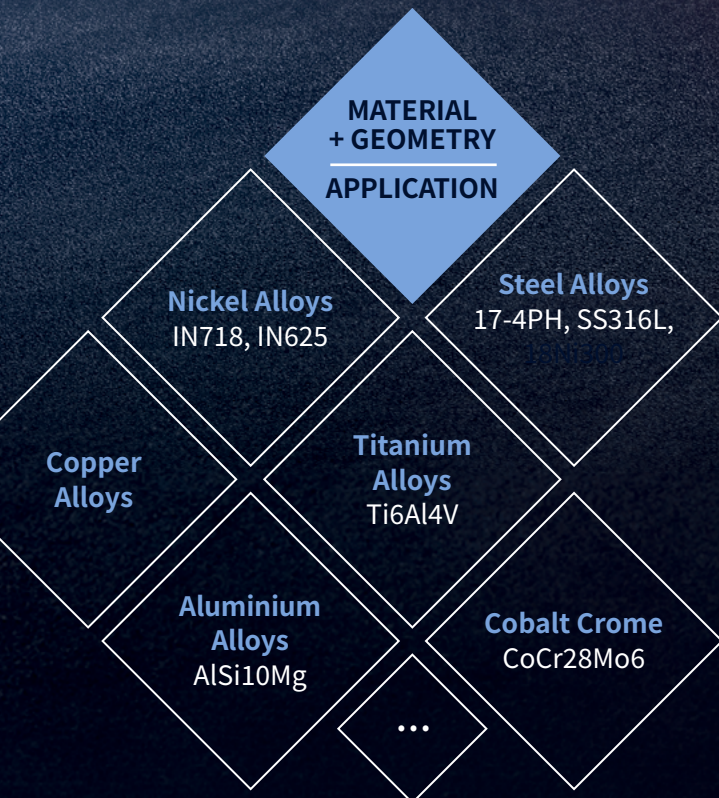 MATERIAL
+ GEOMETRY
APPLICATION
Nickel Alloys
IN718, IN625
Steel Alloys
17-4PH, SS316L,
Copper
Alloys
Titanium
Alloys
Ti6Al4V
Aluminium
Alloys
AlSi10Mg
Cobalt Crome
CoCr28Mo6
...